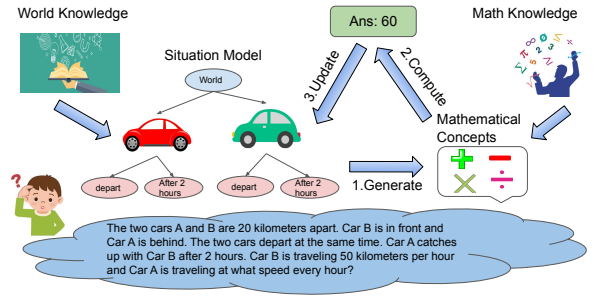 World Knowledge
Ans: 60
Math Knowledge
Situation Model
World
3.Update
2.Compute
Mathematical
Concepts
depart
After 2
hours
depart
After 2
hours
1.Generate
The two cars A and B are 20 kilometers apart. Car B is in front and
Car A is behind. The two cars depart at the same time. Car A catches
up with Car B after 2 hours. Car B is traveling 50 kilometers per hour
and Car A is traveling at what speed every hour?